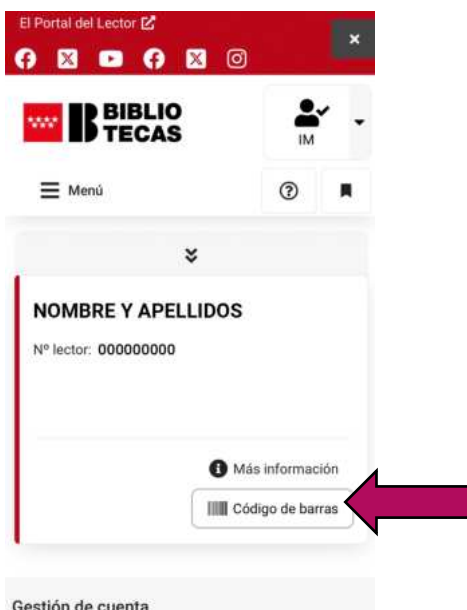 El Portal del Lector
BIBLIO
TECAS
IM
Menú
NOMBRE Y APELLIDOS
Nº lector: 000000000
Más información
Código de barras
Gestión de cuenta